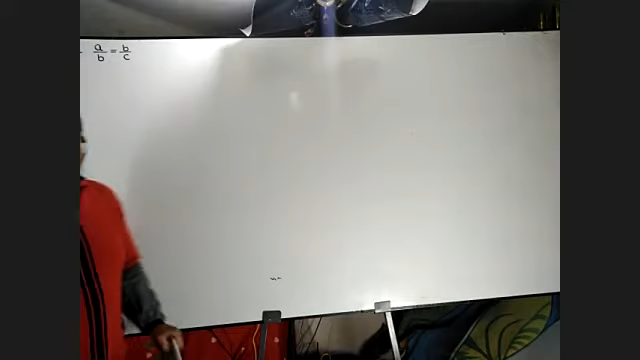 a/b = b/c